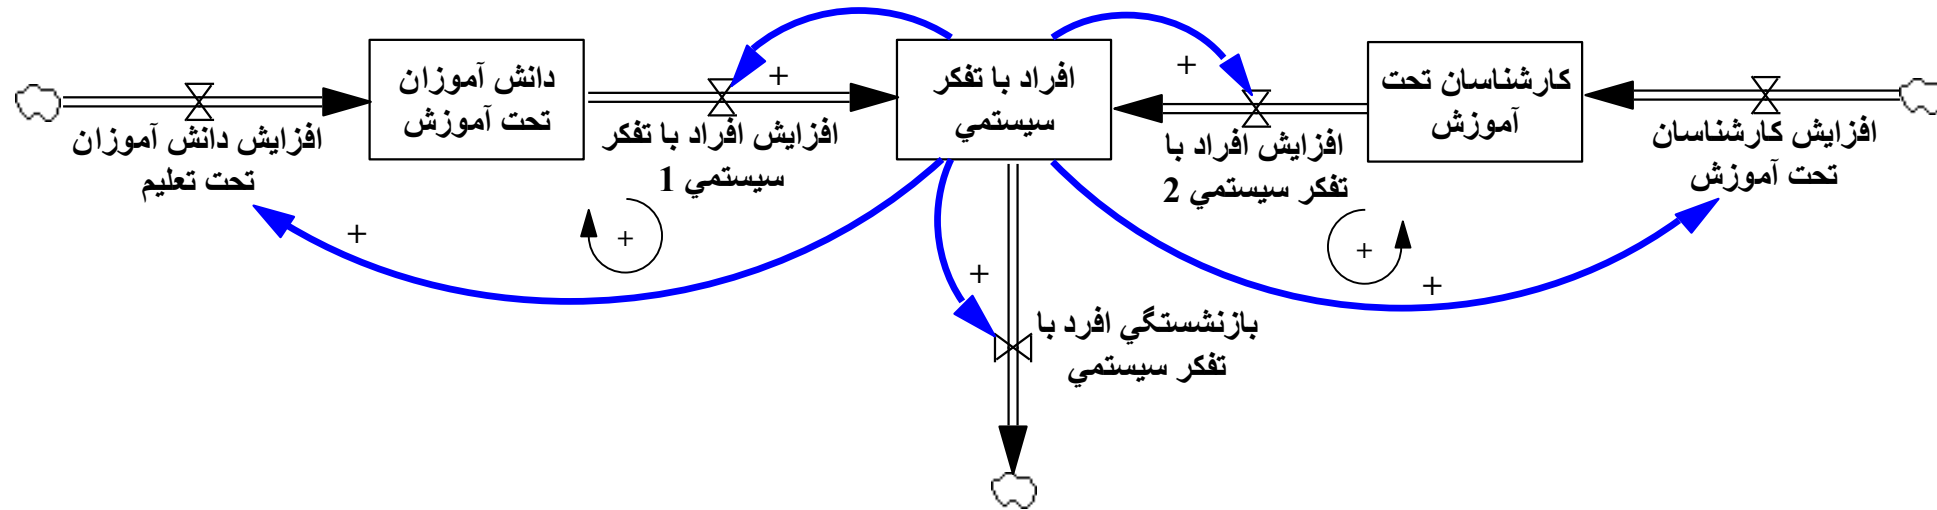 دانش آموزان
تحت آموزش
افراد با تفكر
سيستمي
كارشناسان تحت
آموزش
افزايش دانش آموزان
تحت تعليم
افزايش افراد با تفكر
سيستمي 1
افزايش افراد با
تفكر سيستمي 2
افزايش كارشناسان
تحت آموزش
بازنشستگي افرد با
تفكر سيستمي
+
+
+
+
+
+
+